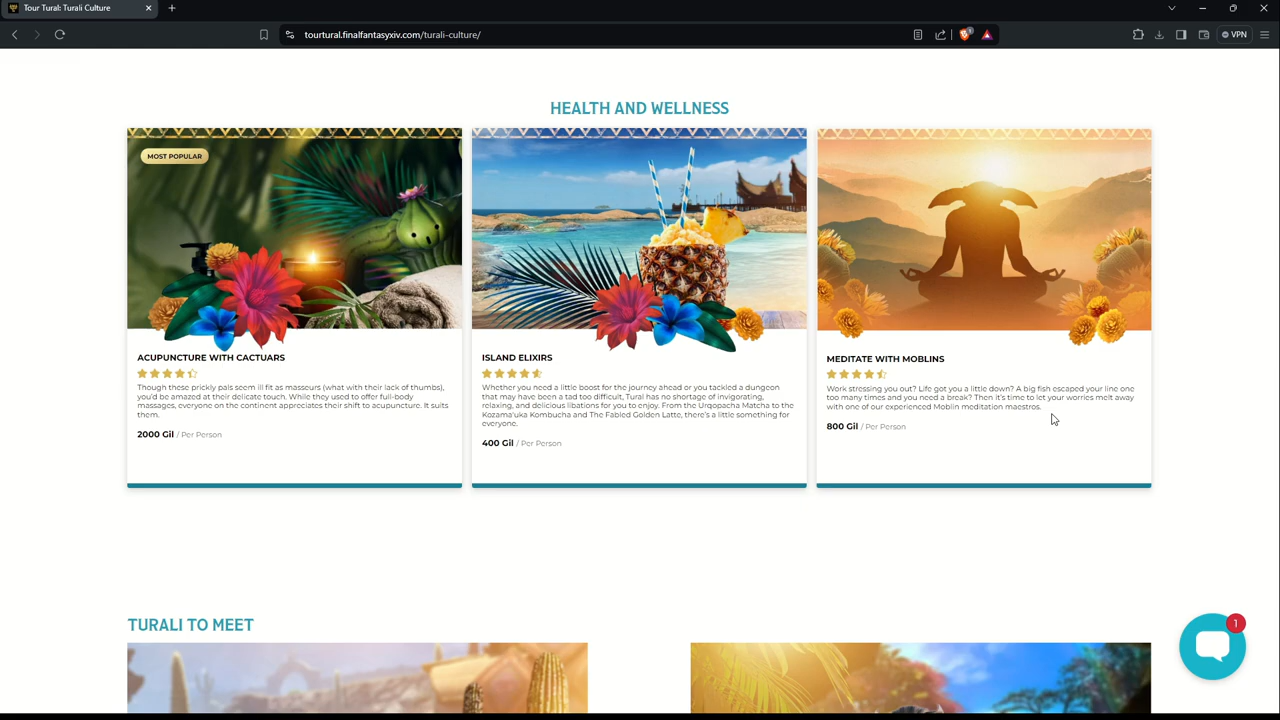 Tour Tural: Turali Culture
tourtural.finalfantasyxiv.com/turali-culture/
VPN
HEALTH AND WELLNESS
MOST POPULAR
ACUPUNCTURE WITH CACTUARS
Though these prickly pals seem ill fit as masseurs (what with their lack of thumbs),
you'd be amazed at their delicate touch. While they used to offer full-body
massages, everyone on the continent appreciates their shift to acupuncture. It suits
them.
2000 Gil / Per Person
ISLAND ELIXIRS
Whether you need a little boost for the journey ahead or you tackled a dungeon
that may have been a tad too difficult, Tural has no shortage of invigorating,
relaxing, and delicious libations for you to enjoy. From the Urqopacha Matcha to the
Kozama'uka Kombucha and The Fabled Golden Latte, there's a little something for
everyone.
400 Gil / Per Person
MEDITATE WITH MOBLINS
Work stressing you out? Life got you a little down? A big fish escaped your line one
too many times and you need a break? Then it's time to let your worries melt away
with one of our experienced Moblin meditation maestros.
800 Gil / Per Person
TURALI TO MEET
1